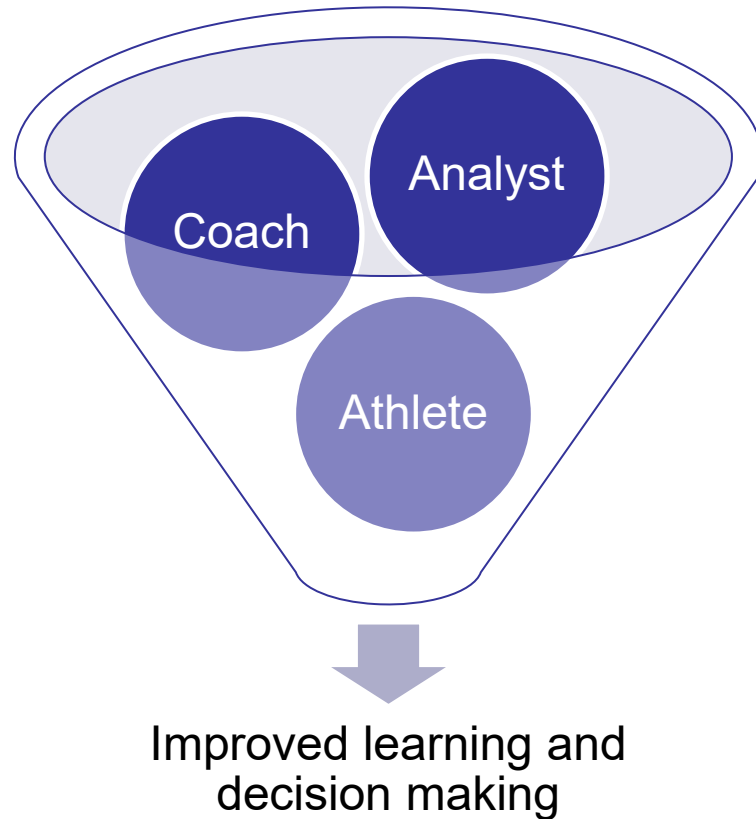 Analyst
Coach
Athlete
Improved learning and
decision making